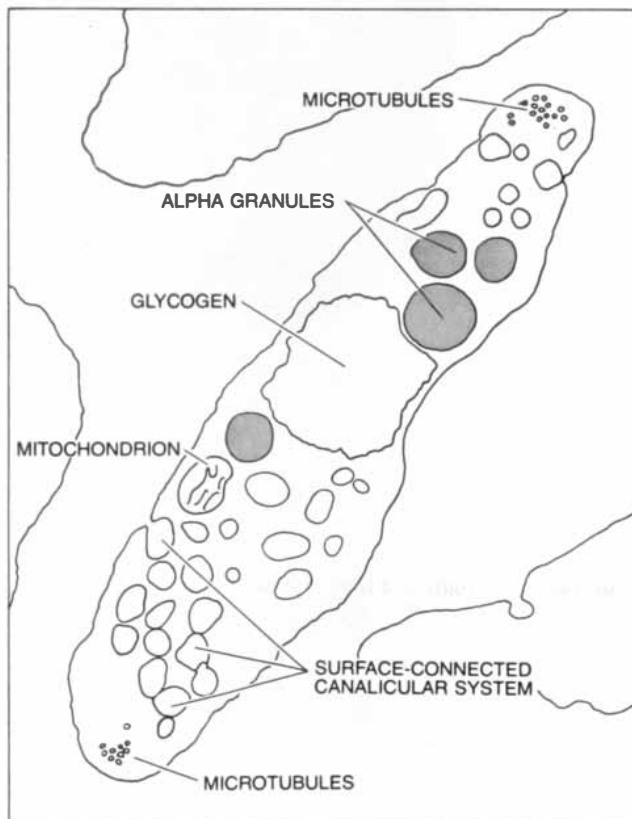 MICROTUBULES
ALPHA GRANULES
GLYCOGEN
MITOCHONDRION
SURFACE-CONNECTED
CANALICULAR SYSTEM
MICROTUBULES